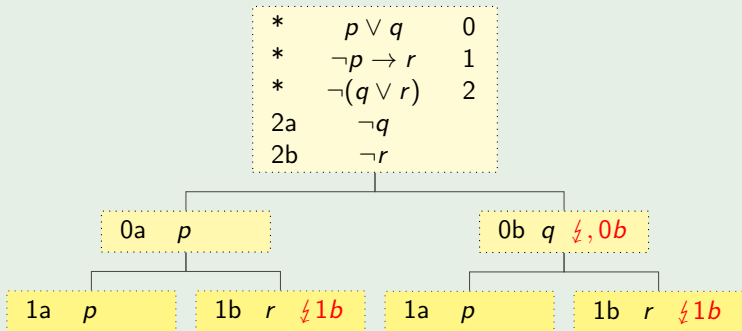 * p ∨ q 0
* ¬p → r 1
* ¬(q ∨ r) 2
2a ¬q
2b ¬r
0a p
0b q ↯, 0b
1a p
1b r ↯1b
1a p
1b r ↯1b